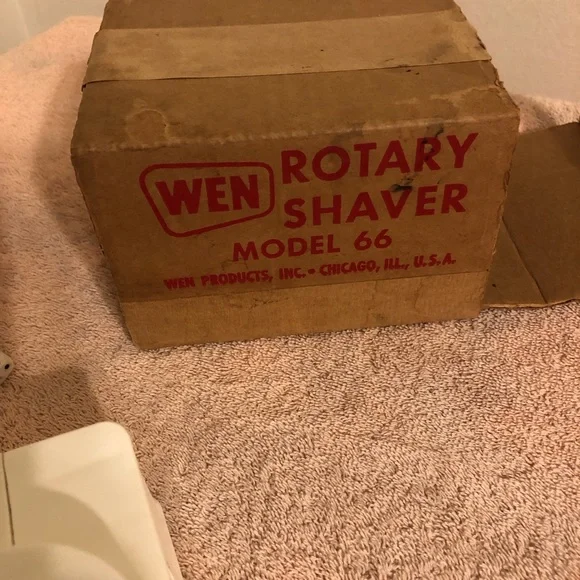 WEN ROTARY
SHAVER
MODEL 66
WEN PRODUCTS, INC. • CHICAGO, ILL., U.S.A.